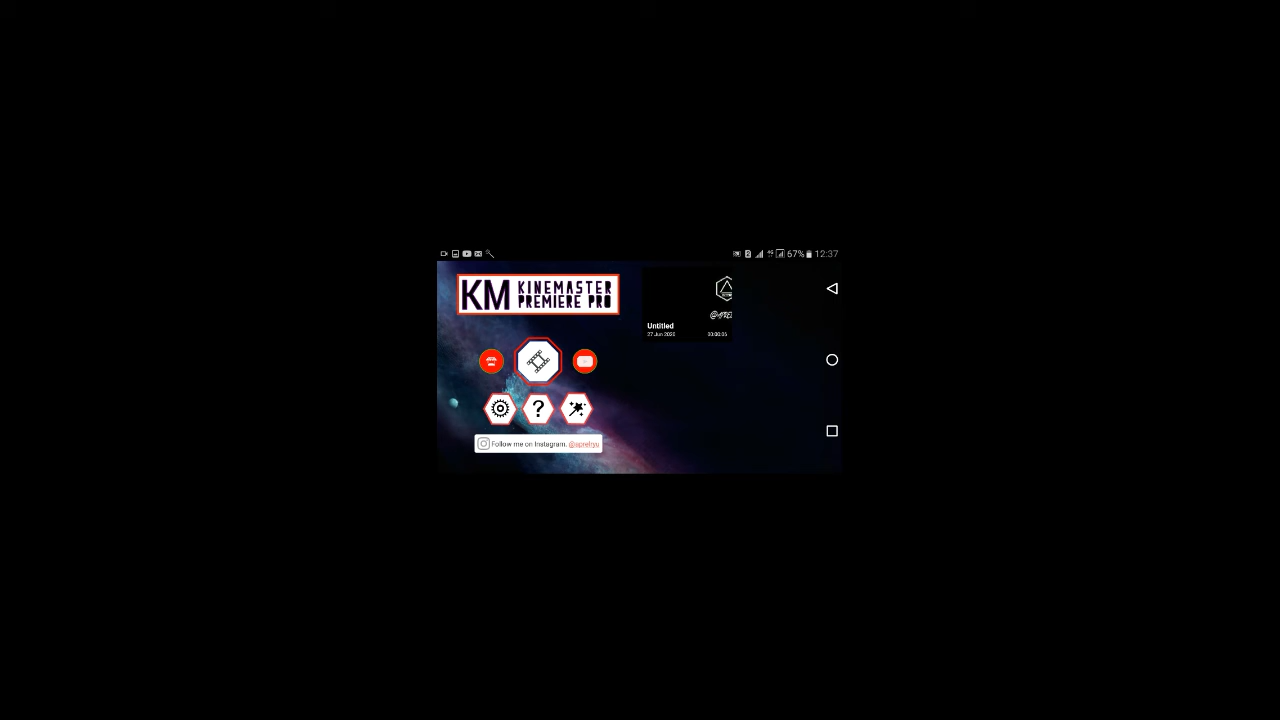 67% 12:37
KM KINEMASTER
PREMIERE PRO
Untitled
27 Jun 2020
?
Follow me on Instagram: